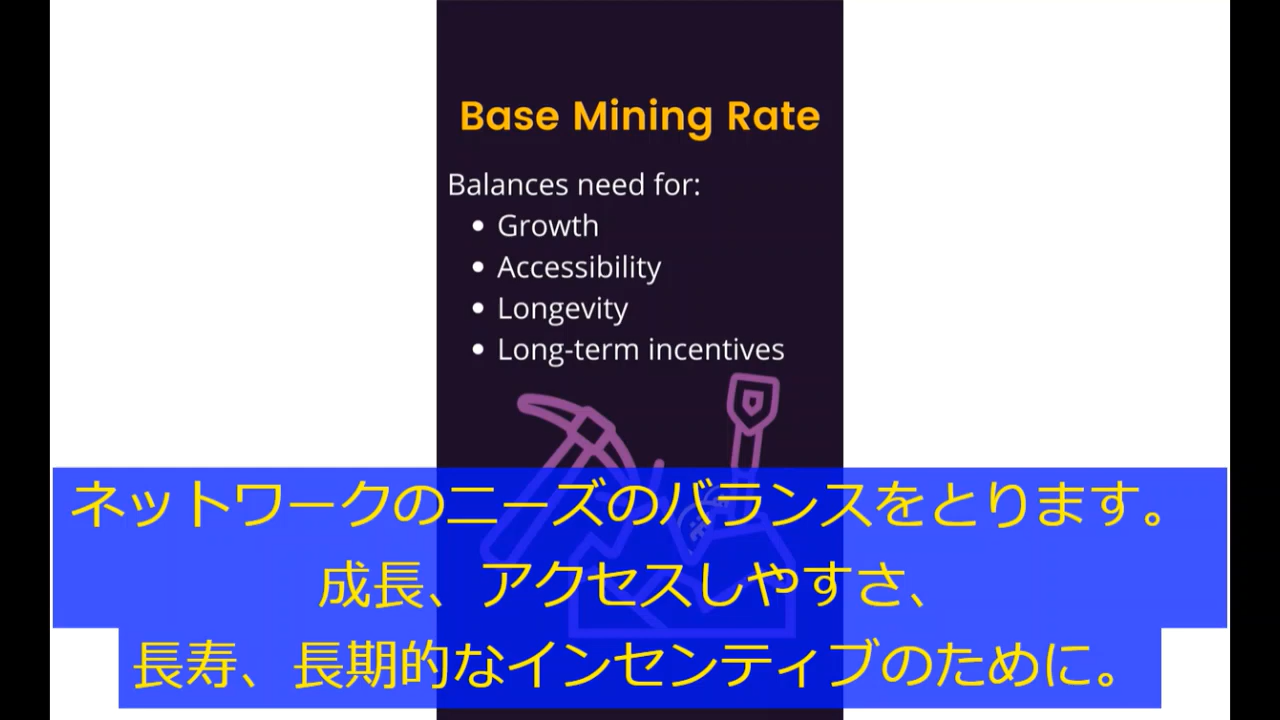 Base Mining Rate
Balances need for:
• Growth
• Accessibility
• Longevity
• Long-term incentives
ネットワークのニーズのバランスをとります。
成長、アクセスしやすさ、
長寿、長期的なインセンティブのために。